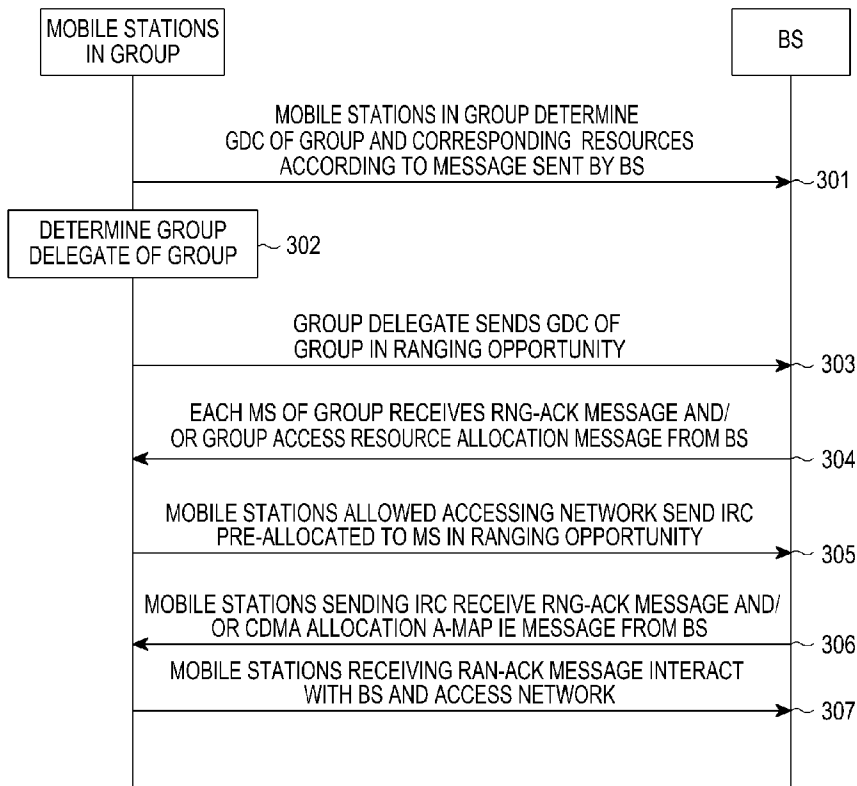 MOBILE STATIONS
IN GROUP
BS
MOBILE STATIONS IN GROUP DETERMINE
GDC OF GROUP AND CORRESPONDING RESOURCES
ACCORDING TO MESSAGE SENT BY BS
301
DETERMINE GROUP
DELEGATE OF GROUP
302
GROUP DELEGATE SENDS GDC OF
GROUP IN RANGING OPPORTUNITY
303
EACH MS OF GROUP RECEIVES RNG-ACK MESSAGE AND/
OR GROUP ACCESS RESOURCE ALLOCATION MESSAGE FROM BS
304
MOBILE STATIONS ALLOWED ACCESSING NETWORK SEND IRC
PRE-ALLOCATED TO MS IN RANGING OPPORTUNITY
305
MOBILE STATIONS SENDING IRC RECEIVE RNG-ACK MESSAGE AND/
OR CDMA ALLOCATION A-MAP IE MESSAGE FROM BS
306
MOBILE STATIONS RECEIVING RAN-ACK MESSAGE INTERACT
WITH BS AND ACCESS NETWORK
307